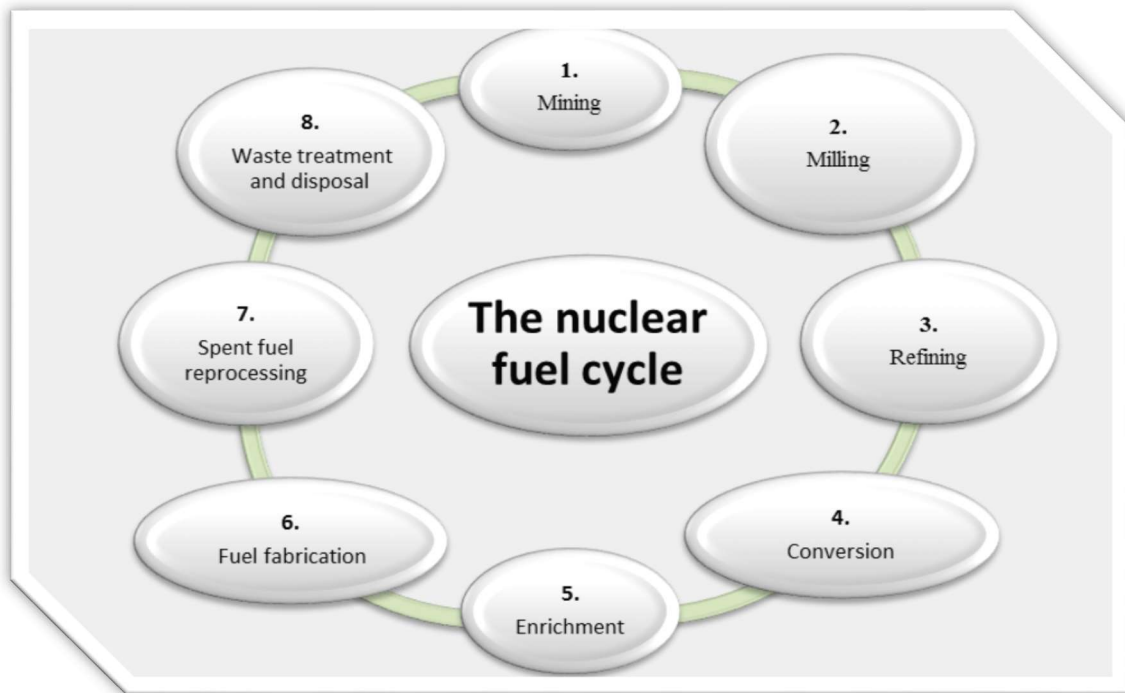 1.
Mining
2.
Milling
3.
Refining
4.
Conversion
5.
Enrichment
6.
Fuel fabrication
7.
Spent fuel
reprocessing
8.
Waste treatment
and disposal
The nuclear
fuel cycle